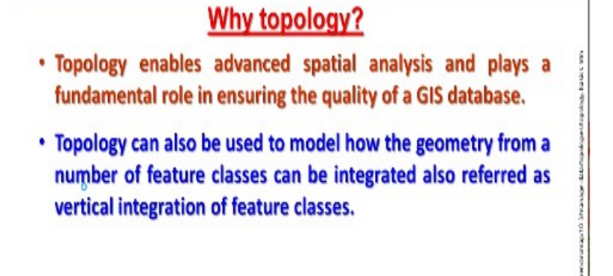 Why topology?
• Topology enables advanced spatial analysis and plays a
fundamental role in ensuring the quality of a GIS database.
• Topology can also be used to model how the geometry from a
number of feature classes can be integrated also referred as
vertical integration of feature classes.